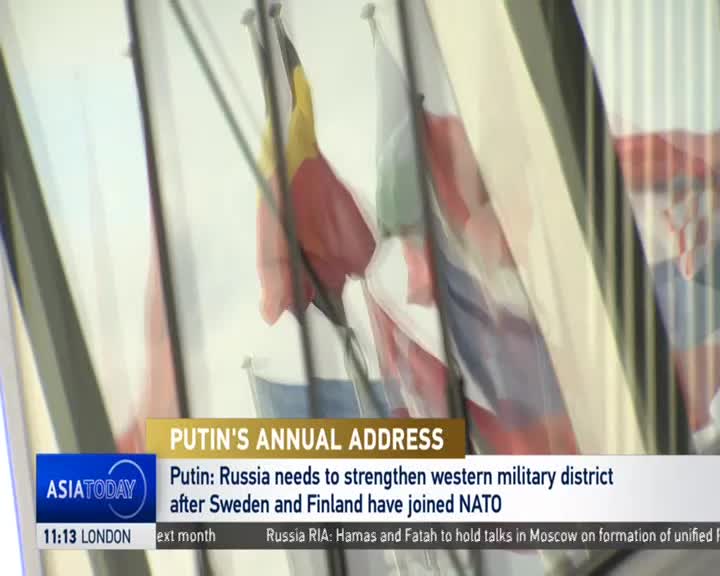 PUTIN'S ANNUAL ADDRESS
Putin: Russia needs to strengthen western military district
after Sweden and Finland have joined NATO
ASIATODAY
11:13 LONDON
ext month Russia RIA: Hamas and Fatah to hold talks in Moscow on formation of unified